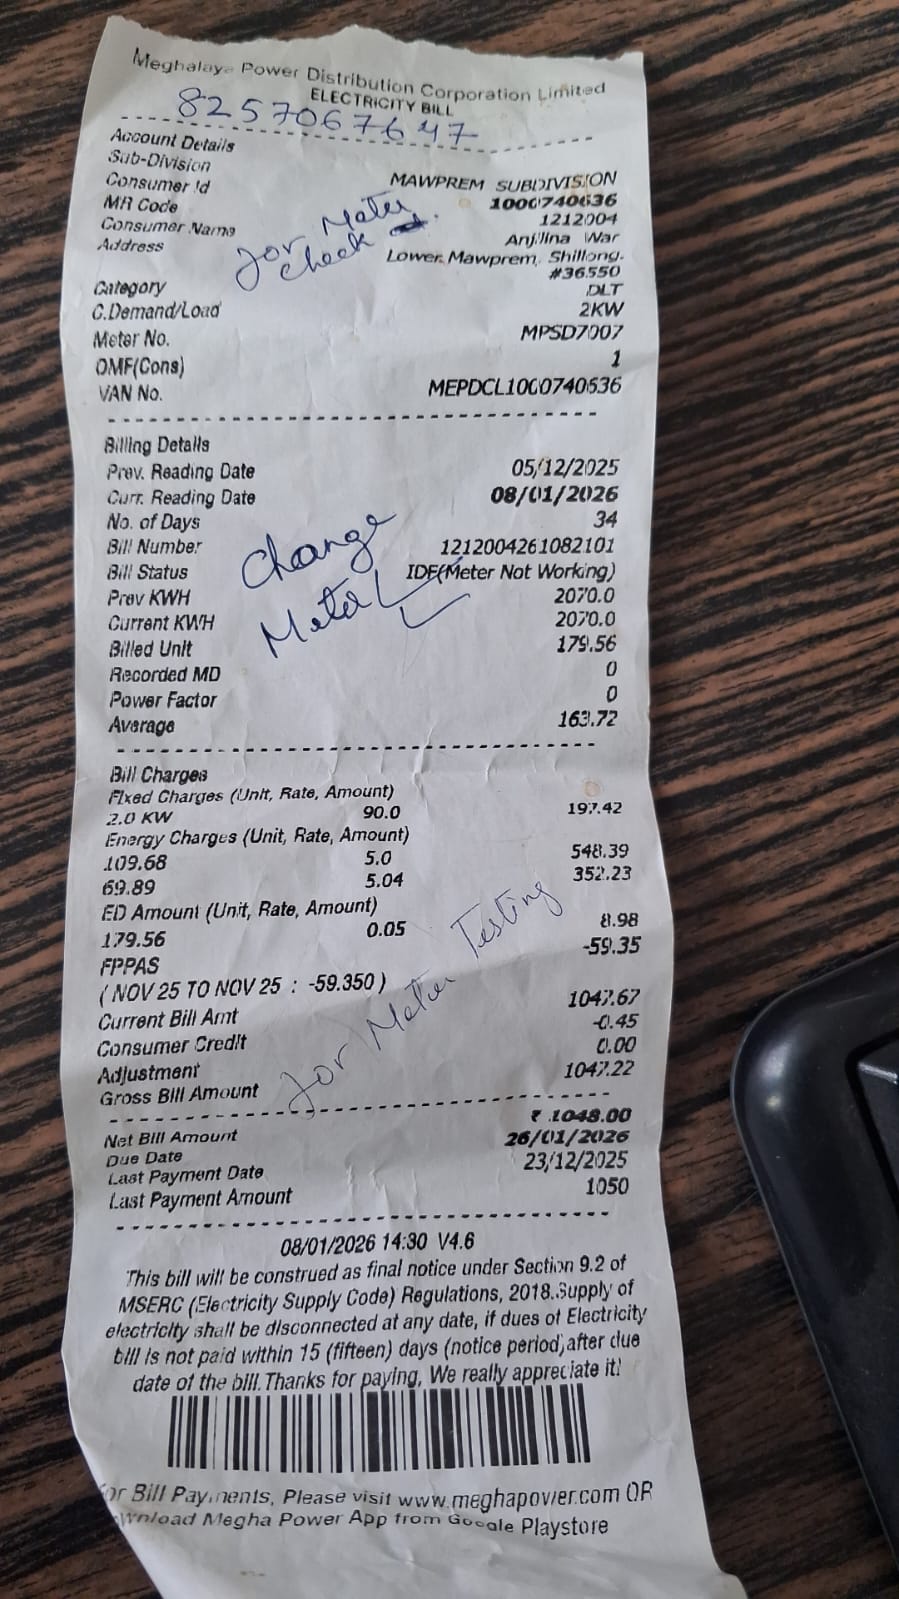 Meghalaya Power Distribution Corporation Limited
ELECTRICITY BILL
8257067647
Account Details
Sub-Division MAWPREM SUBDIVISION
Consumer Id 1000740636
MR Code 1212004
Consumer Name Anjlina War
Address Lower Mawprem, Shillong.
#36550
for Meter
check
Category DLT
C.Demand/Load 2KW
Meter No. MPSD7007
OMF(Cons) 1
VAN No. MEPDCL1000740636
Billing Details
Prev. Reading Date 05/12/2025
Curr. Reading Date 08/01/2026
No. of Days 34
Bill Number 1212004261082101
Bill Status IDF(Meter Not Working)
Prev KWH 2070.0
Current KWH 2070.0
Billed Unit 179.56
Recorded MD 0
Power Factor 0
Average 163.72
Change
Meter
Bill Charges
Fixed Charges (Unit, Rate, Amount)
2.0 KW 90.0 197.42
Energy Charges (Unit, Rate, Amount)
109.68 5.0 548.39
69.89 5.04 352.23
ED Amount (Unit, Rate, Amount)
179.56 0.05 8.98
FPPAS -59.35
( NOV 25 TO NOV 25 : -59.350 )
Current Bill Amt 1047.67
Consumer Credit -0.45
Adjustment 0.00
Gross Bill Amount 1047.22
for Meter Testing
Net Bill Amount ₹ 1048.00
Due Date 26/01/2026
Last Payment Date 23/12/2025
Last Payment Amount 1050
08/01/2026 14:30 V4.6
This bill will be construed as final notice under Section 9.2 of
MSERC (Electricity Supply Code) Regulations, 2018.Supply of
electricity shall be disconnected at any date, if dues of Electricity
bill is not paid within 15 (fifteen) days (notice period)after due
date of the bill.Thanks for paying, We really appreciate it!
or Bill Payments, Please visit www.meghapower.com OR
wnload Megha Power App from Google Playstore